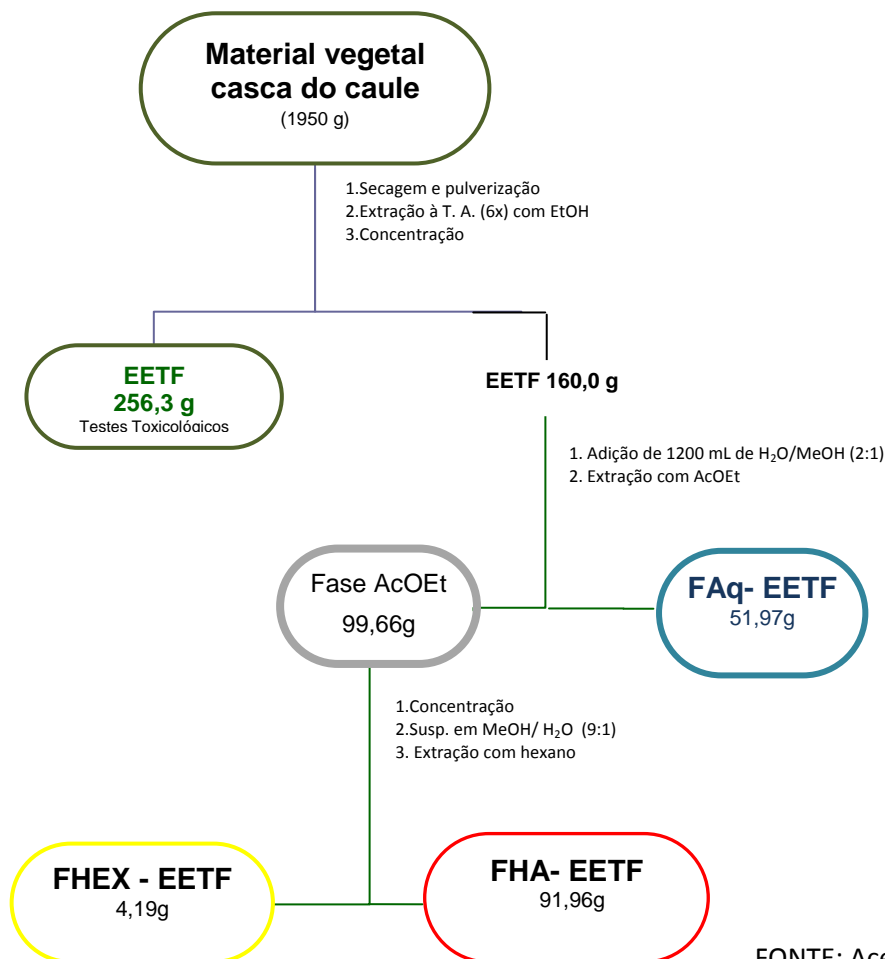 Material vegetal
casca do caule
(1950 g)
1.Secagem e pulverização
2.Extração à T. A. (6x) com EtOH
3.Concentração
EETF
256,3 g
Testes Toxicológicos
EETF 160,0 g
1. Adição de 1200 mL de H₂O/MeOH (2:1)
2. Extração com AcOEt
Fase AcOEt
99,66g
FAq- EETF
51,97g
1.Concentração
2.Susp. em MeOH/ H₂O (9:1)
3. Extração com hexano
FHEX - EETF
4,19g
FHA- EETF
91,96g
FONTE: